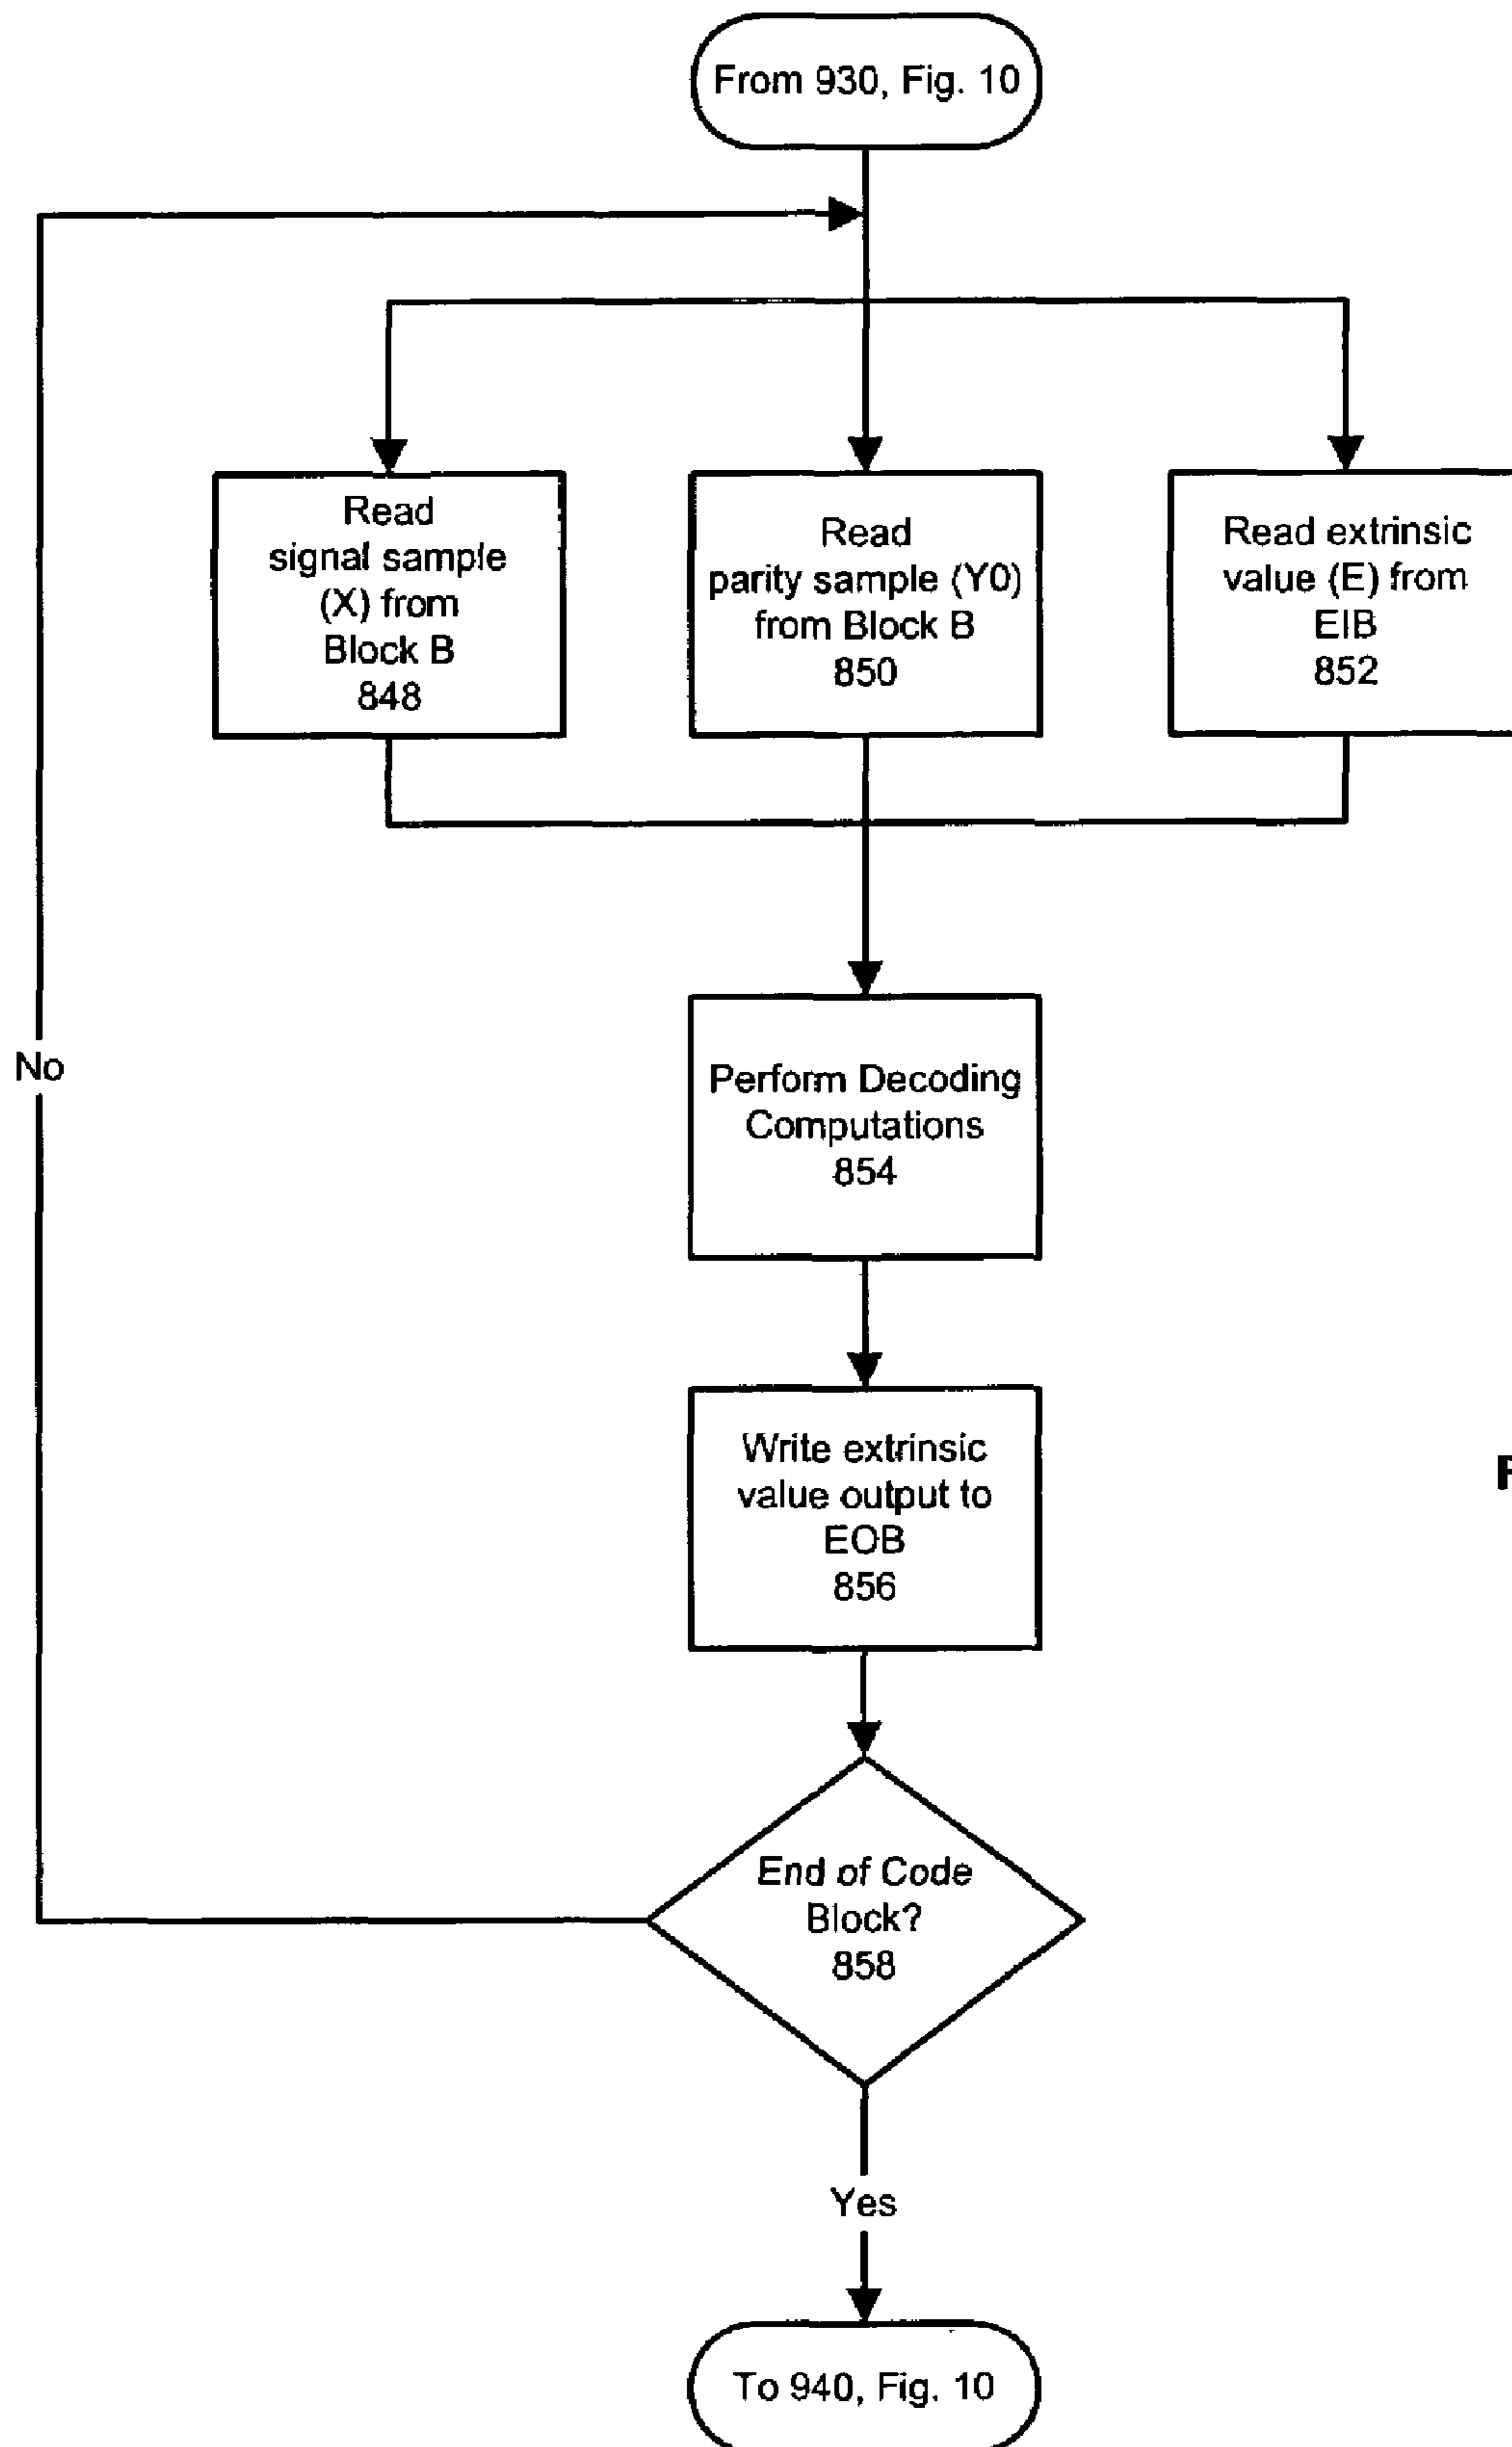 From 930, Fig. 10
Read
signal sample
(X) from
Block B
848
Read
parity sample (Y0)
from Block B
850
Read extrinsic
value (E) from
EIB
852
No
Perform Decoding
Computations
854
Write extrinsic
value output to
EOB
856
End of Code
Block?
858
Yes
To 940, Fig. 10